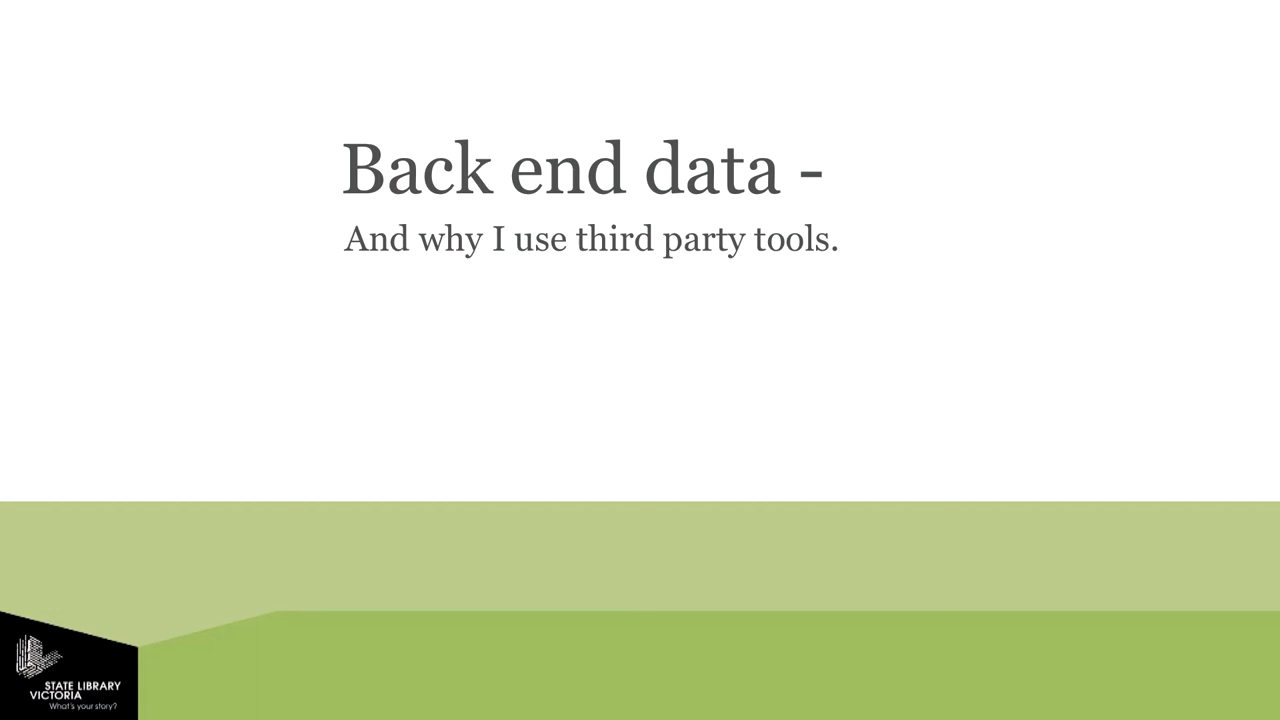 Back end data -
And why I use third party tools.
STATE LIBRARY
VICTORIA
What's your story?